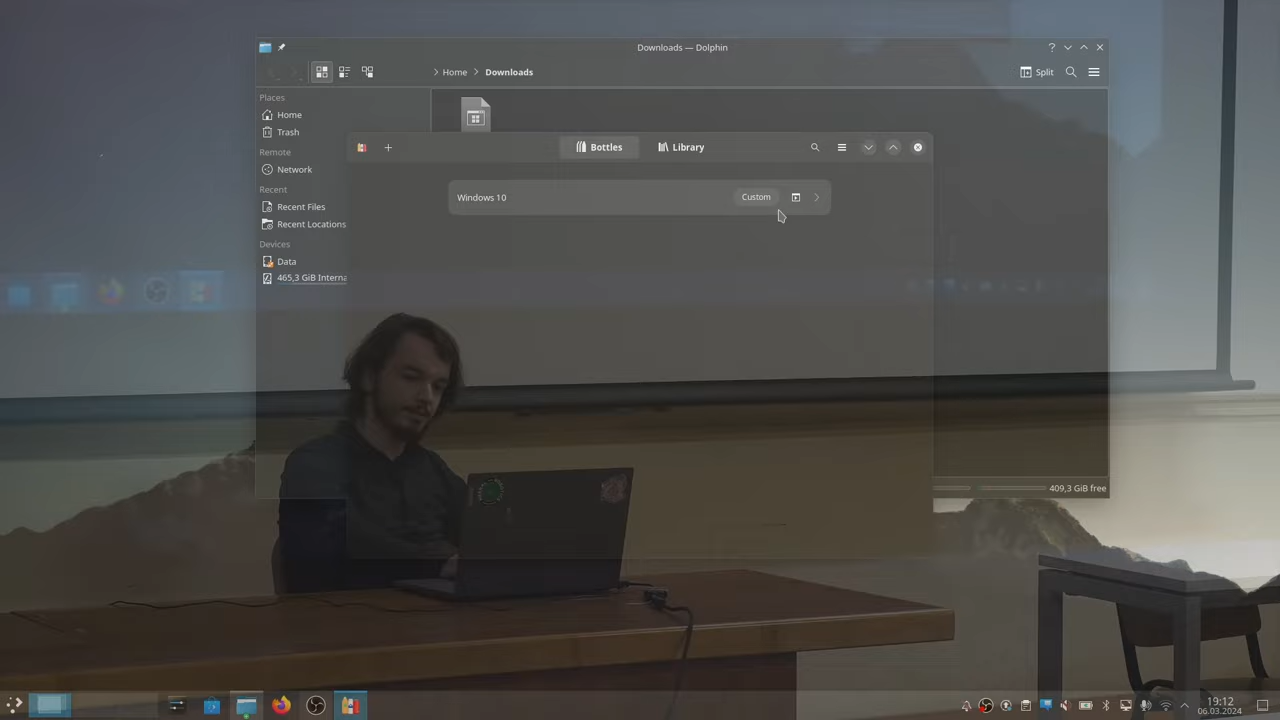 Downloads — Dolphin
Home
Downloads
Split
Places
Home
Trash
Remote
Network
Recent
Recent Files
Recent Locations
Devices
Data
465,3 GiB Interna
Bottles
Library
Windows 10
Custom
409,3 GiB free
19:12
06.03.2024